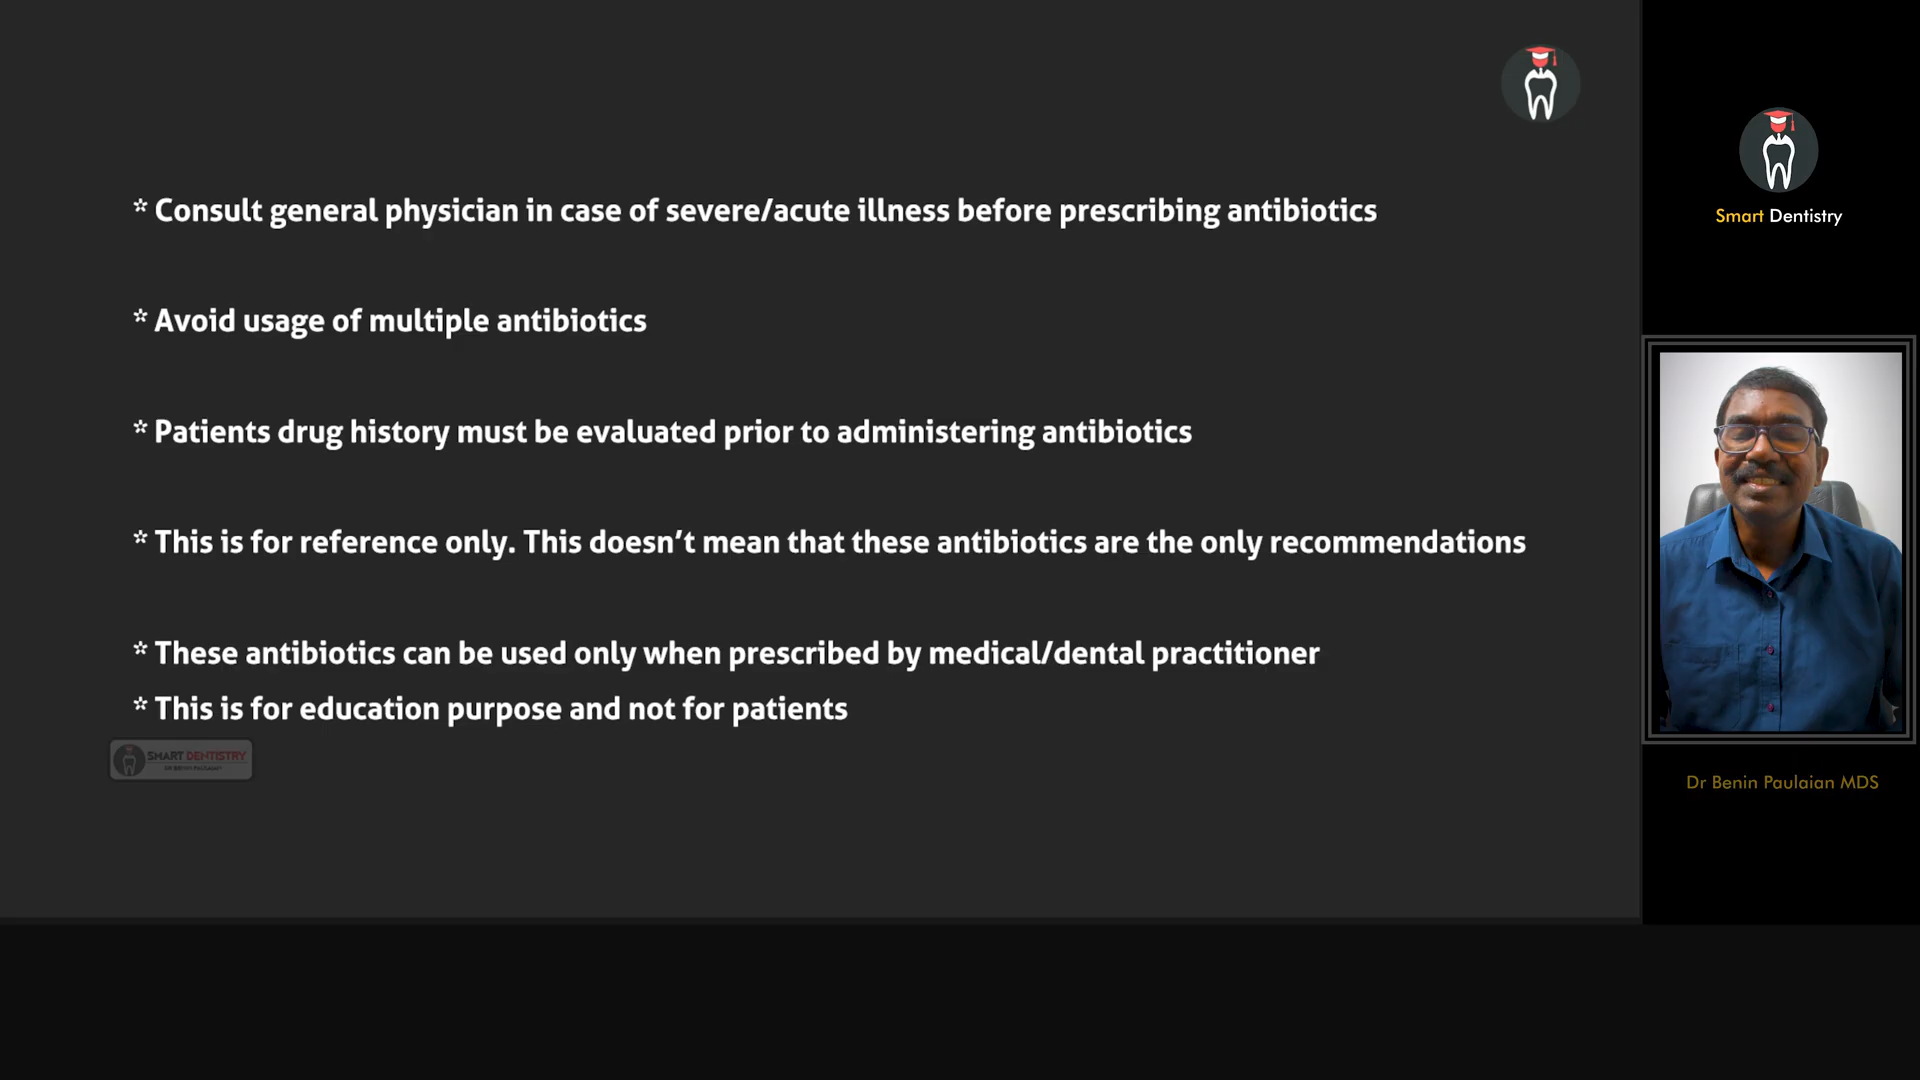 * Consult general physician in case of severe/acute illness before prescribing antibiotics
* Avoid usage of multiple antibiotics
* Patients drug history must be evaluated prior to administering antibiotics
* This is for reference only. This doesn’t mean that these antibiotics are the only recommendations
* These antibiotics can be used only when prescribed by medical/dental practitioner
* This is for education purpose and not for patients
SMART DENTISTRY
DR BENIN PAULAIAN
Smart Dentistry
Dr Benin Paulaian MDS